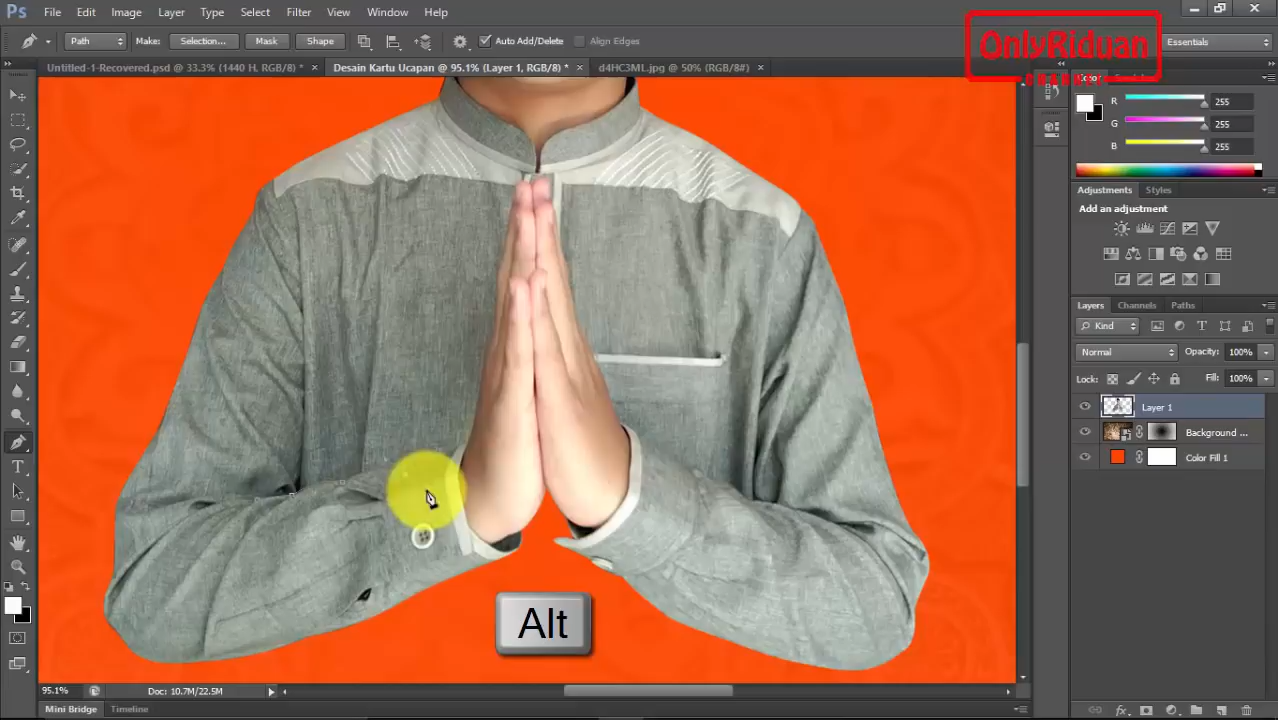 Ps File Edit Image Layer Type Select Filter View Window Help
Path Make: Selection... Mask Shape Auto Add/Delete Align Edges Essentials
OnlyRiduan
Untitled-1-Recovered.psd @ 33.3% (1440 H, RGB/8) * × Desain Kartu Ucapan @ 95.1% (Layer 1, RGB/8) * × d4HC3ML.jpg @ 50% (RGB/8#) ×
Color
R 255
G 255
B 255
Adjustments Styles
Add an adjustment
Layers Channels Paths
Kind
Normal Opacity: 100%
Lock: Fill: 100%
Layer 1
Background ...
Color Fill 1
Alt
95.1% Doc: 10.7M/22.5M
Mini Bridge Timeline